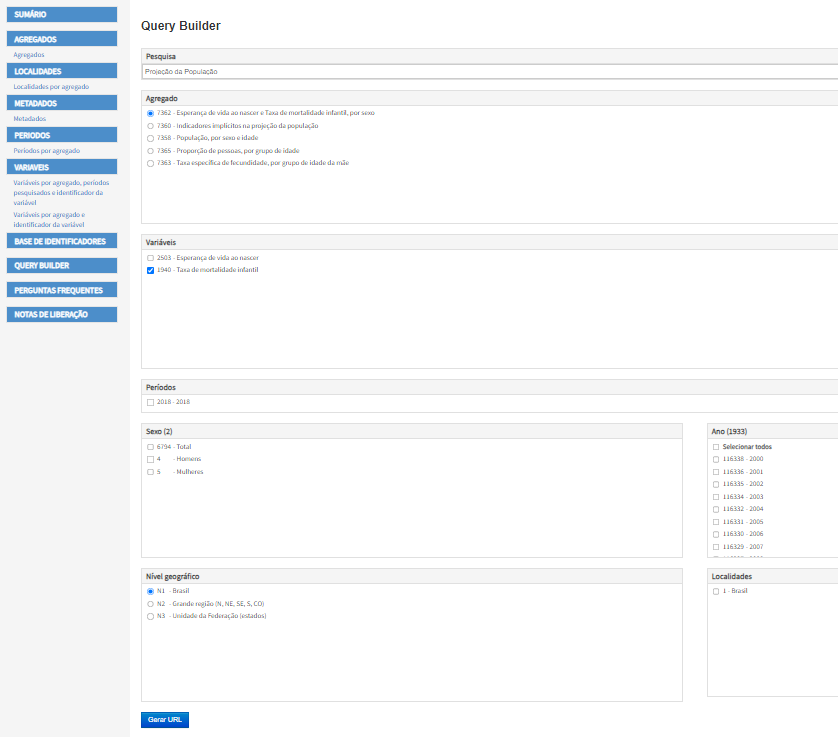 SUMÁRIO
AGREGADOS
Agregados
LOCALIDADES
Localidades por agregado
METADADOS
Metadados
PERIODOS
Períodos por agregado
VARIAVEIS
Variáveis por agregado, períodos
pesquisados e identificador da
variável
Variáveis por agregado e
identificador da variável
BASE DE IDENTIFICADORES
QUERY BUILDER
PERGUNTAS FREQUENTES
NOTAS DE LIBERAÇÃO
Query Builder
Pesquisa
Projeção da População
Agregado
7362 - Esperança de vida ao nascer e Taxa de mortalidade infantil, por sexo
7360 - Indicadores implícitos na projeção da população
7358 - População, por sexo e idade
7365 - Proporção de pessoas, por grupo de idade
7363 - Taxa específica de fecundidade, por grupo de idade da mãe
Variáveis
2503 - Esperança de vida ao nascer
1940 - Taxa de mortalidade infantil
Períodos
2018 - 2018
Sexo (2)
6794 - Total
4 - Homens
5 - Mulheres
Ano (1933)
Selecionar todos
116338 - 2000
116336 - 2001
116335 - 2002
116334 - 2003
116332 - 2004
116331 - 2005
116330 - 2006
116329 - 2007
Nível geográfico
N1 - Brasil
N2 - Grande região (N, NE, SE, S, CO)
N3 - Unidade da Federação (estados)
Localidades
1 - Brasil
Gerar URL